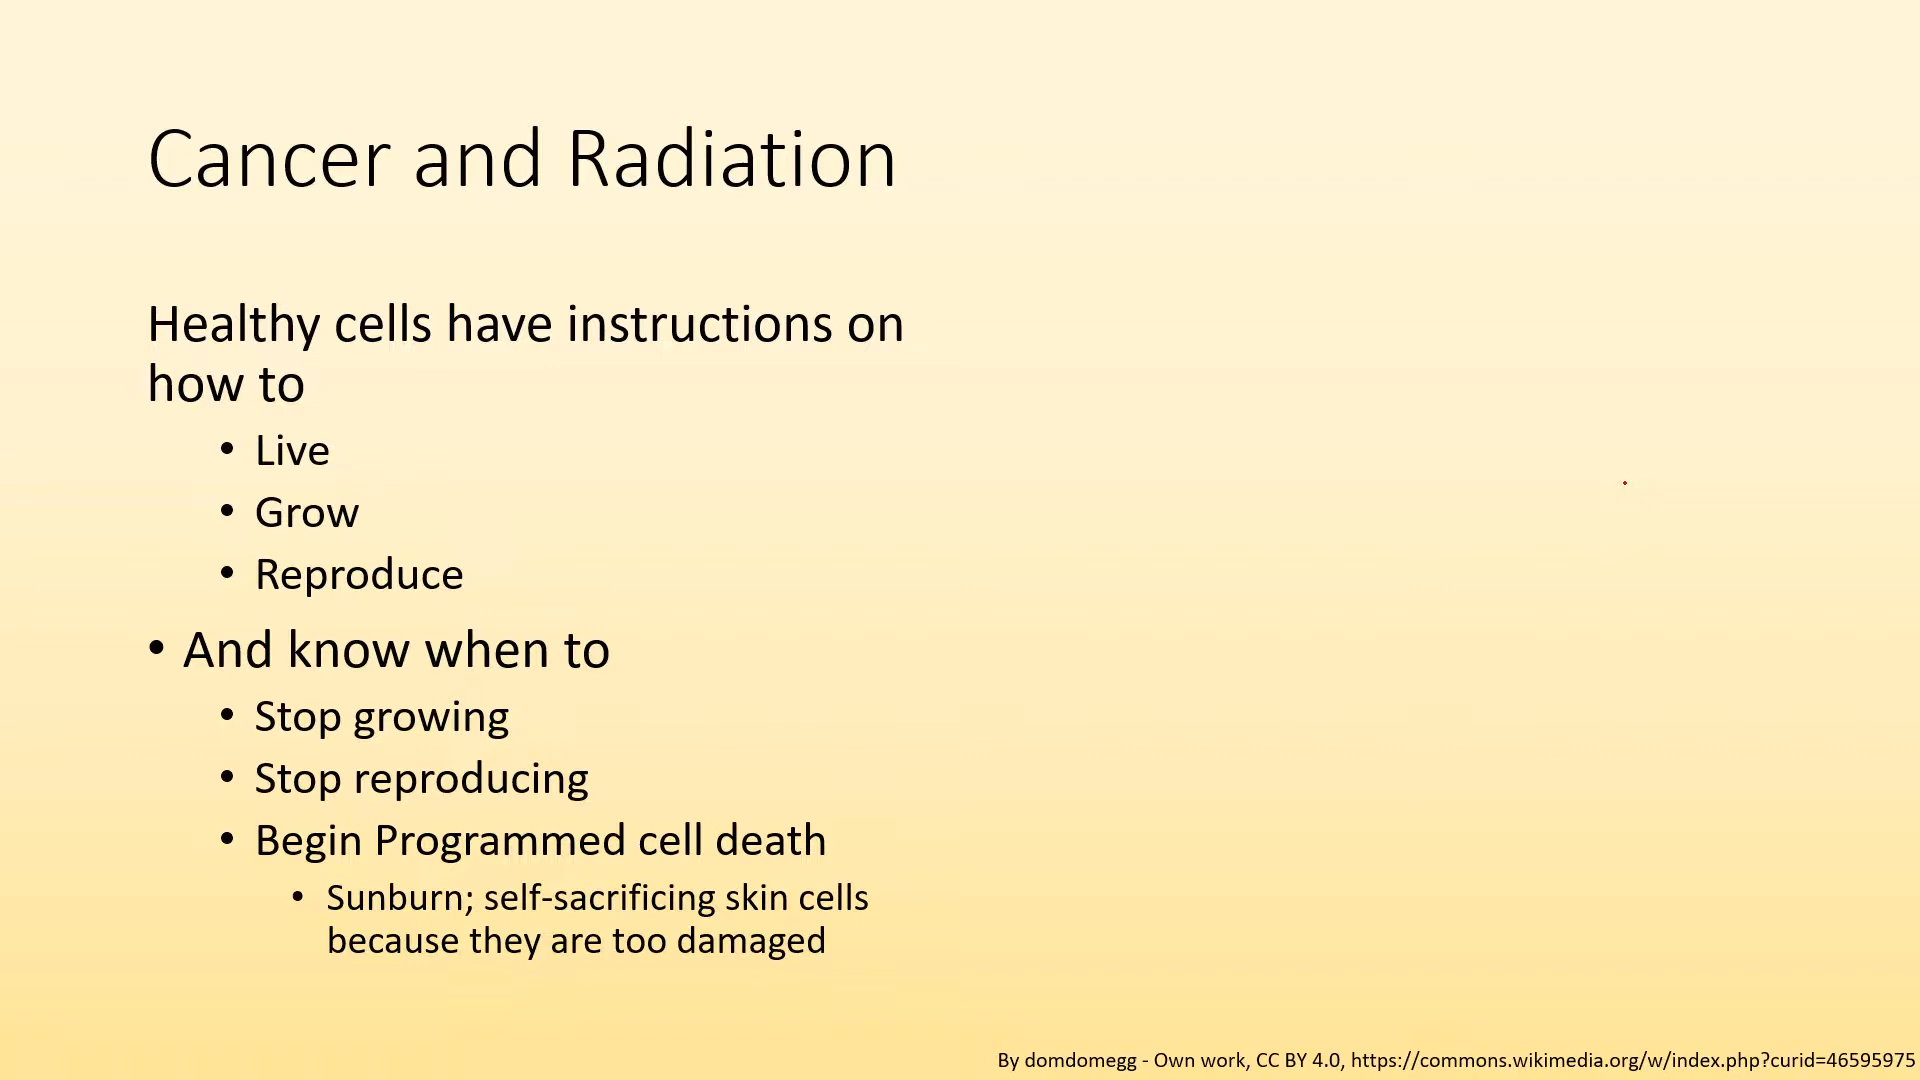 Cancer and Radiation
Healthy cells have instructions on
how to
• Live
• Grow
• Reproduce
• And know when to
• Stop growing
• Stop reproducing
• Begin Programmed cell death
• Sunburn; self-sacrificing skin cells
because they are too damaged
By domdomegg - Own work, CC BY 4.0, https://commons.wikimedia.org/w/index.php?curid=46595975